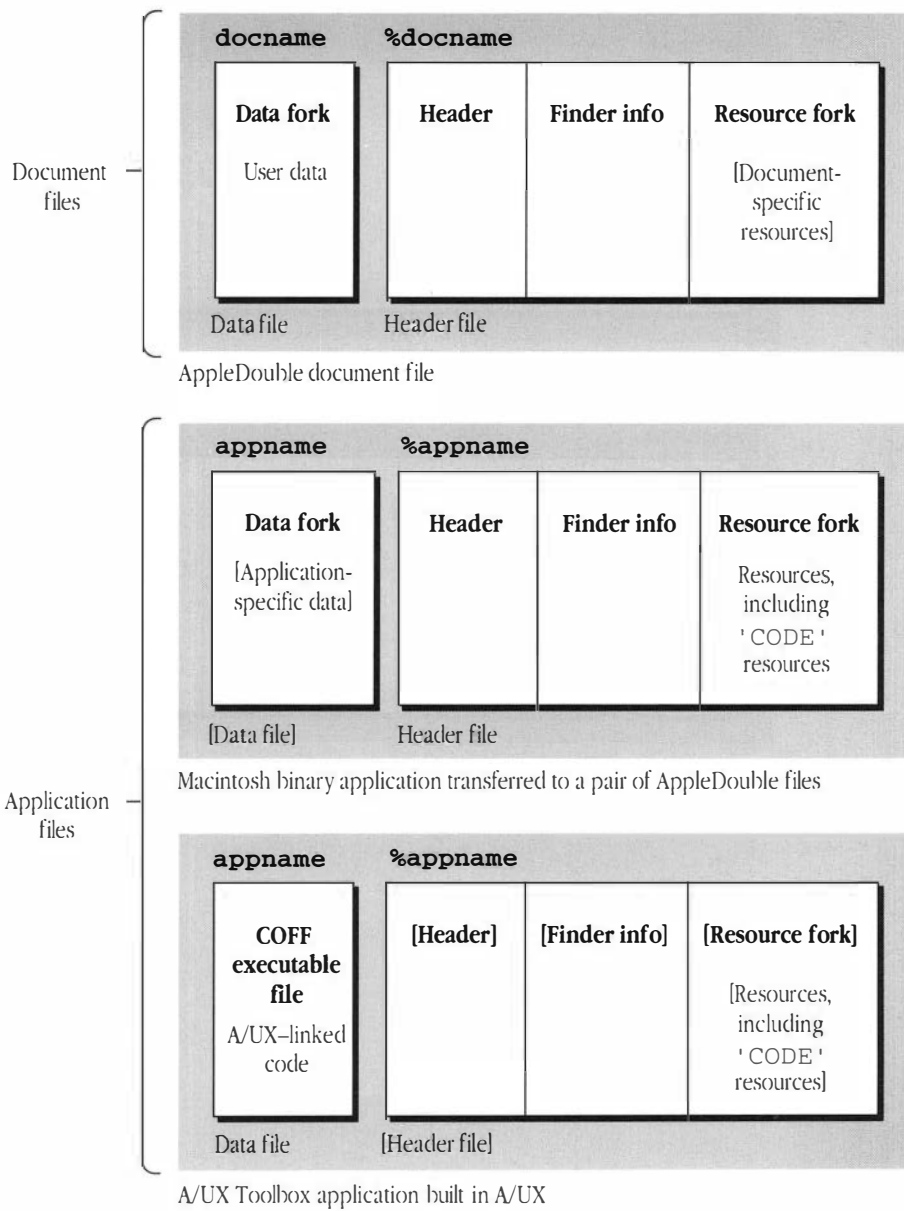 docname %docname
Data fork
User data
Header
Finder info
Resource fork
[Document-
specific
resources]
Data file
Header file
AppleDouble document file
Document
files
appname %appname
Data fork
[Application-
specific data]
Header
Finder info
Resource fork
Resources,
including
'CODE'
resources
[Data file]
Header file
Macintosh binary application transferred to a pair of AppleDouble files
Application
files
appname %appname
COFF
executable
file
A/UX–linked
code
[Header]
[Finder info]
[Resource fork]
[Resources,
including
'CODE'
resources]
Data file
[Header file]
A/UX Toolbox application built in A/UX